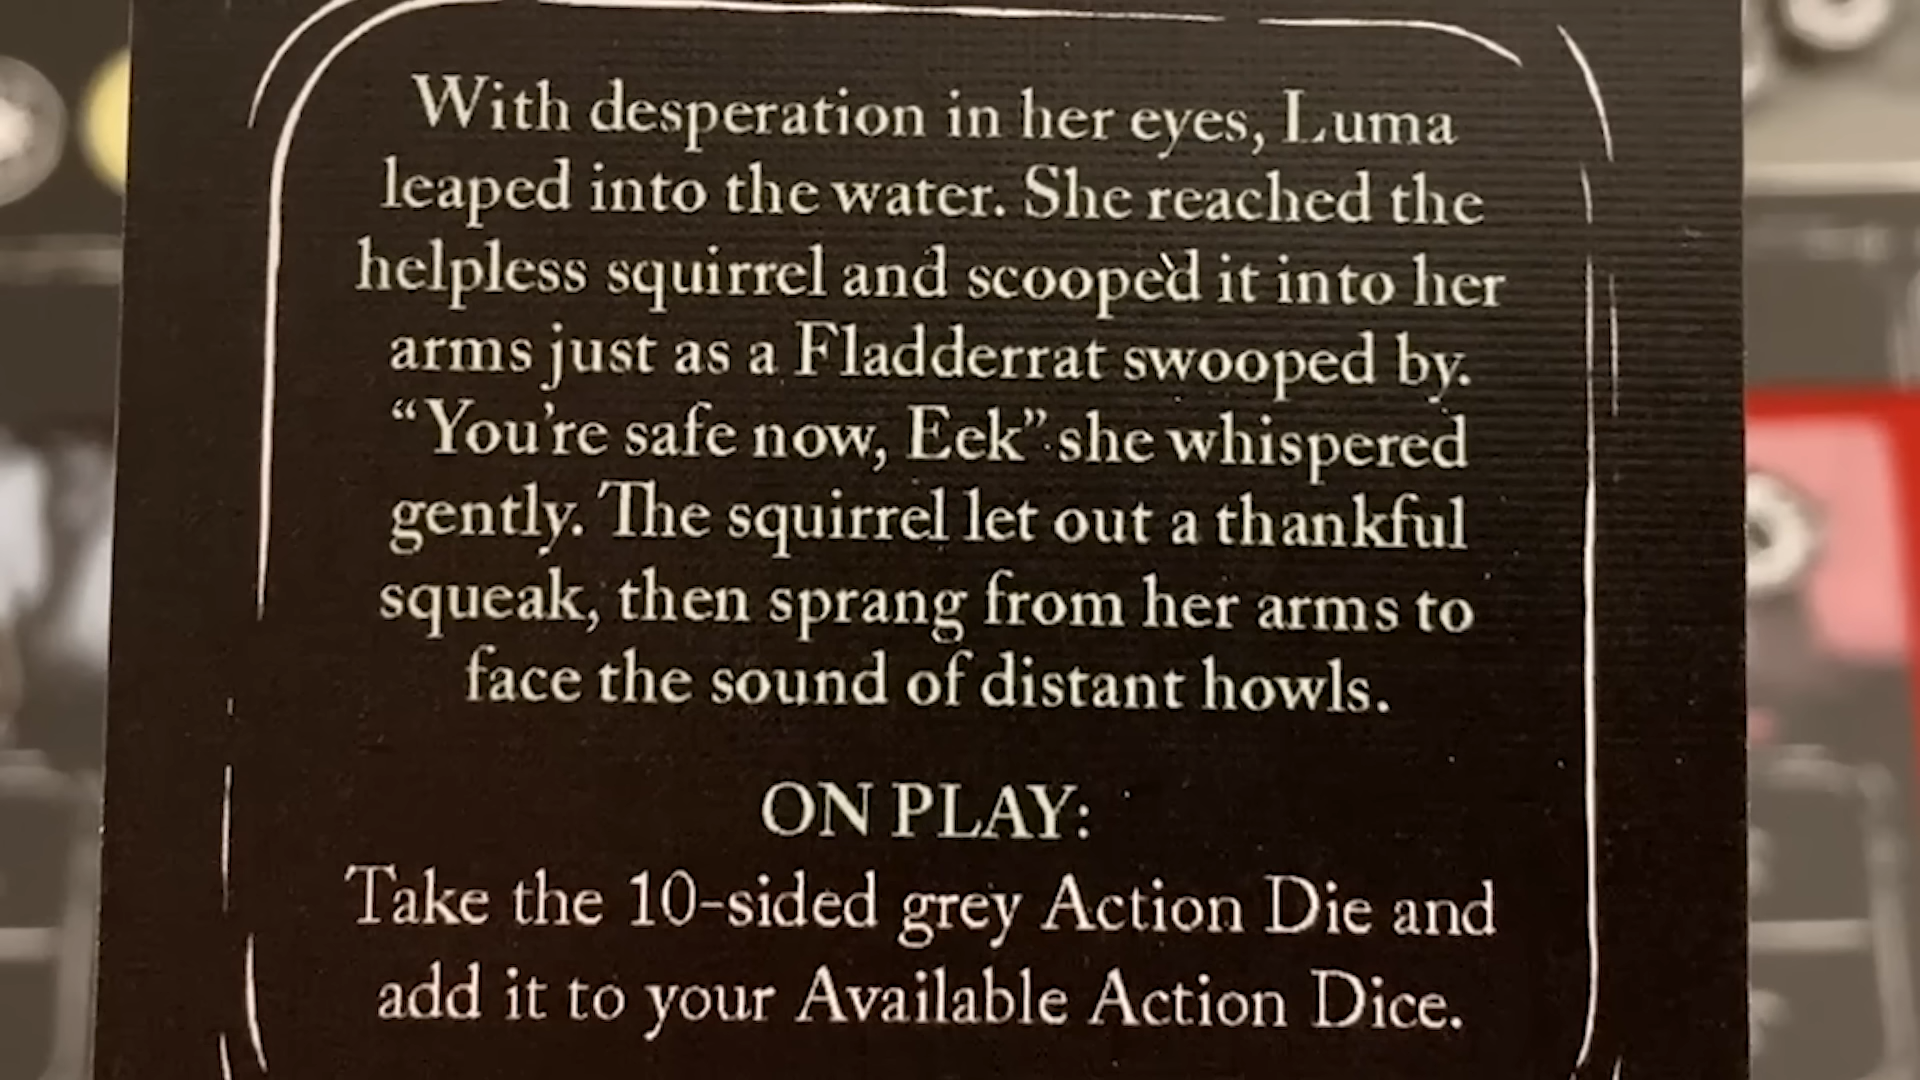 With desperation in her eyes, Luma
leaped into the water. She reached the
helpless squirrel and scooped it into her
arms just as a Fladderrat swooped by.
“You’re safe now, Eek” she whispered
gently. The squirrel let out a thankful
squeak, then sprang from her arms to
face the sound of distant howls.
ON PLAY:
Take the 10-sided grey Action Die and
add it to your Available Action Dice.